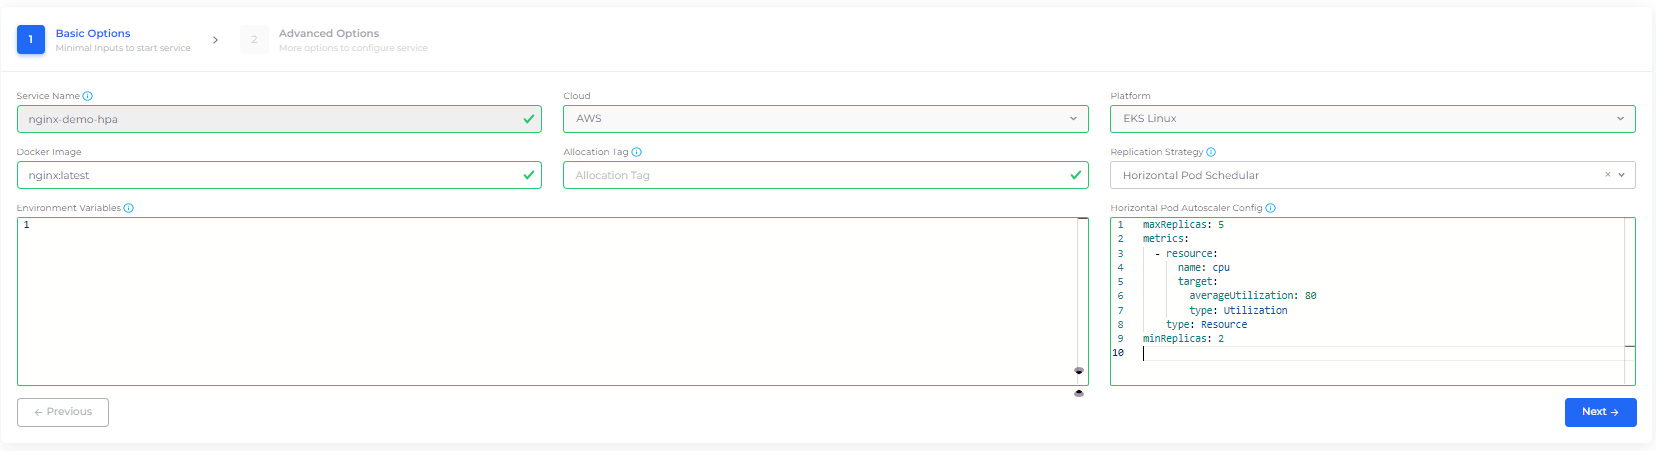 1 Basic Options
Minimal Inputs to start service
2 Advanced Options
More options to configure service
Service Name
nginx-demo-hpa
Cloud
AWS
Platform
EKS Linux
Docker Image
nginx:latest
Allocation Tag
Allocation Tag
Replication Strategy
Horizontal Pod Schedular
Environment Variables
1
Horizontal Pod Autoscaler Config
1 maxReplicas: 5
2 metrics:
3   - resource:
4       name: cpu
5       target:
6         averageUtilization: 80
7         type: Utilization
8     type: Resource
9 minReplicas: 2
10
← Previous
Next →